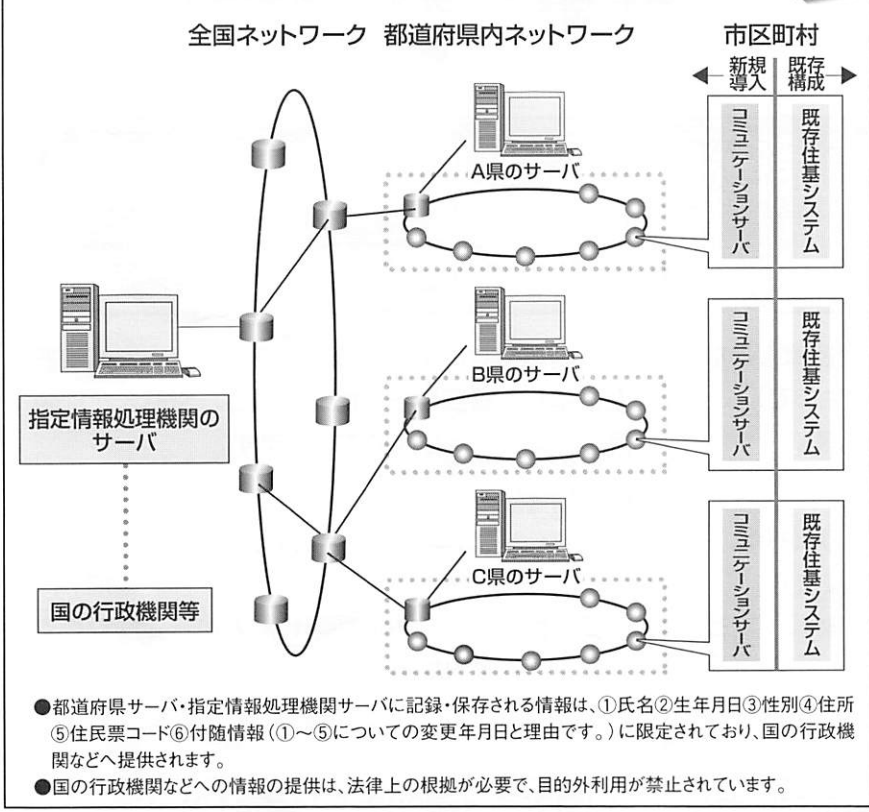 全国ネットワーク 都道府県内ネットワーク 市区町村
新規導入 既存構成
A県のサーバ
コミュニケーションサーバ
既存住基システム
B県のサーバ
コミュニケーションサーバ
既存住基システム
指定情報処理機関の
サーバ
C県のサーバ
コミュニケーションサーバ
既存住基システム
国の行政機関等
●都道府県サーバ・指定情報処理機関サーバに記録・保存される情報は、①氏名②生年月日③性別④住所
⑤住民票コード⑥付随情報(①～⑤についての変更年月日と理由です。)に限定されており、国の行政機
関などへ提供されます。
●国の行政機関などへの情報の提供は、法律上の根拠が必要で、目的外利用が禁止されています。